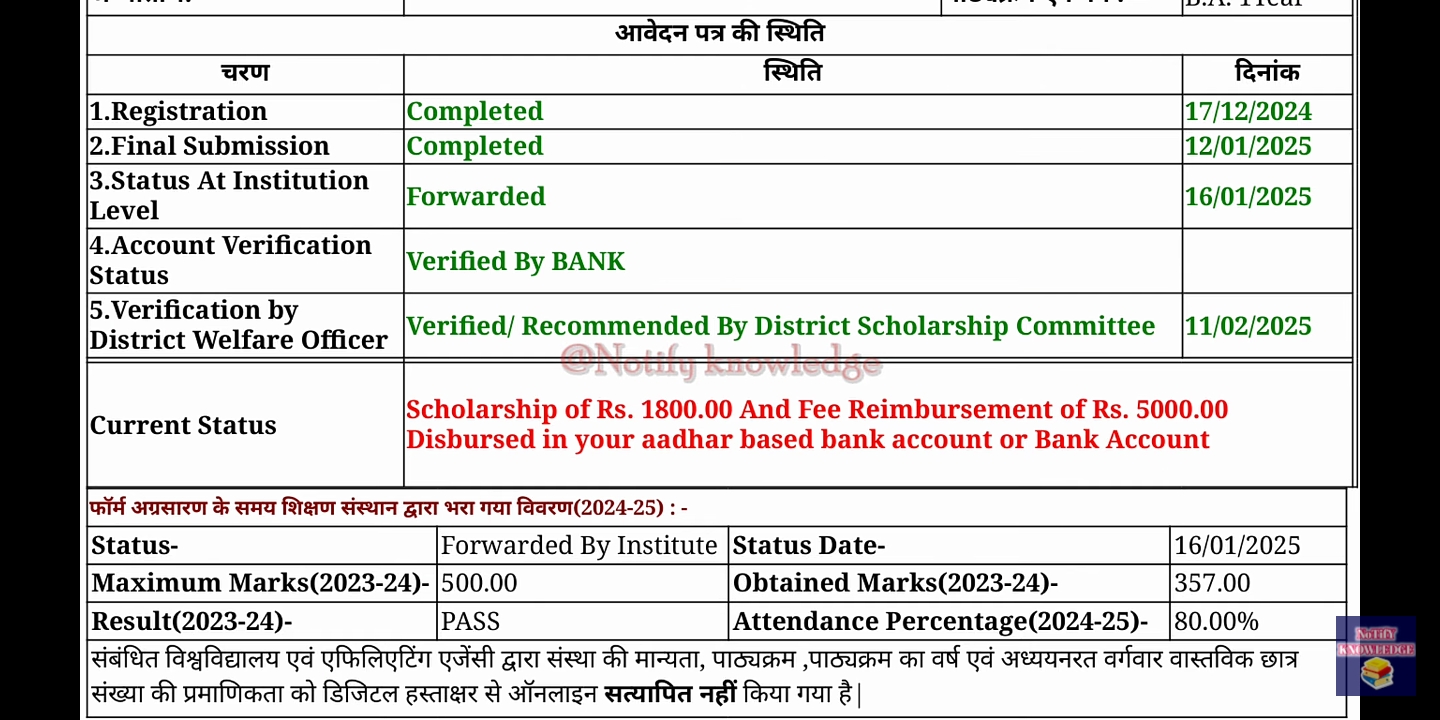 B.A. 1Year
आवेदन पत्र की स्थिति
चरण स्थिति दिनांक
1.Registration Completed 17/12/2024
2.Final Submission Completed 12/01/2025
3.Status At Institution
Level Forwarded 16/01/2025
4.Account Verification
Status Verified By BANK
5.Verification by
District Welfare Officer Verified/ Recommended By District Scholarship Committee 11/02/2025
@Notify knowledge
Current Status Scholarship of Rs. 1800.00 And Fee Reimbursement of Rs. 5000.00
Disbursed in your aadhar based bank account or Bank Account
फॉर्म अग्रसारण के समय शिक्षण संस्थान द्वारा भरा गया विवरण(2024-25) : -
Status- Forwarded By Institute Status Date- 16/01/2025
Maximum Marks(2023-24)- 500.00 Obtained Marks(2023-24)- 357.00
Result(2023-24)- PASS Attendance Percentage(2024-25)- 80.00%
NOTIFY
KNOWLEDGE
संबंधित विश्वविद्यालय एवं एफिलिएटिंग एजेंसी द्वारा संस्था की मान्यता, पाठ्यक्रम ,पाठ्यक्रम का वर्ष एवं अध्ययनरत वर्गवार वास्तविक छात्र
संख्या की प्रमाणिकता को डिजिटल हस्ताक्षर से ऑनलाइन सत्यापित नहीं किया गया है|